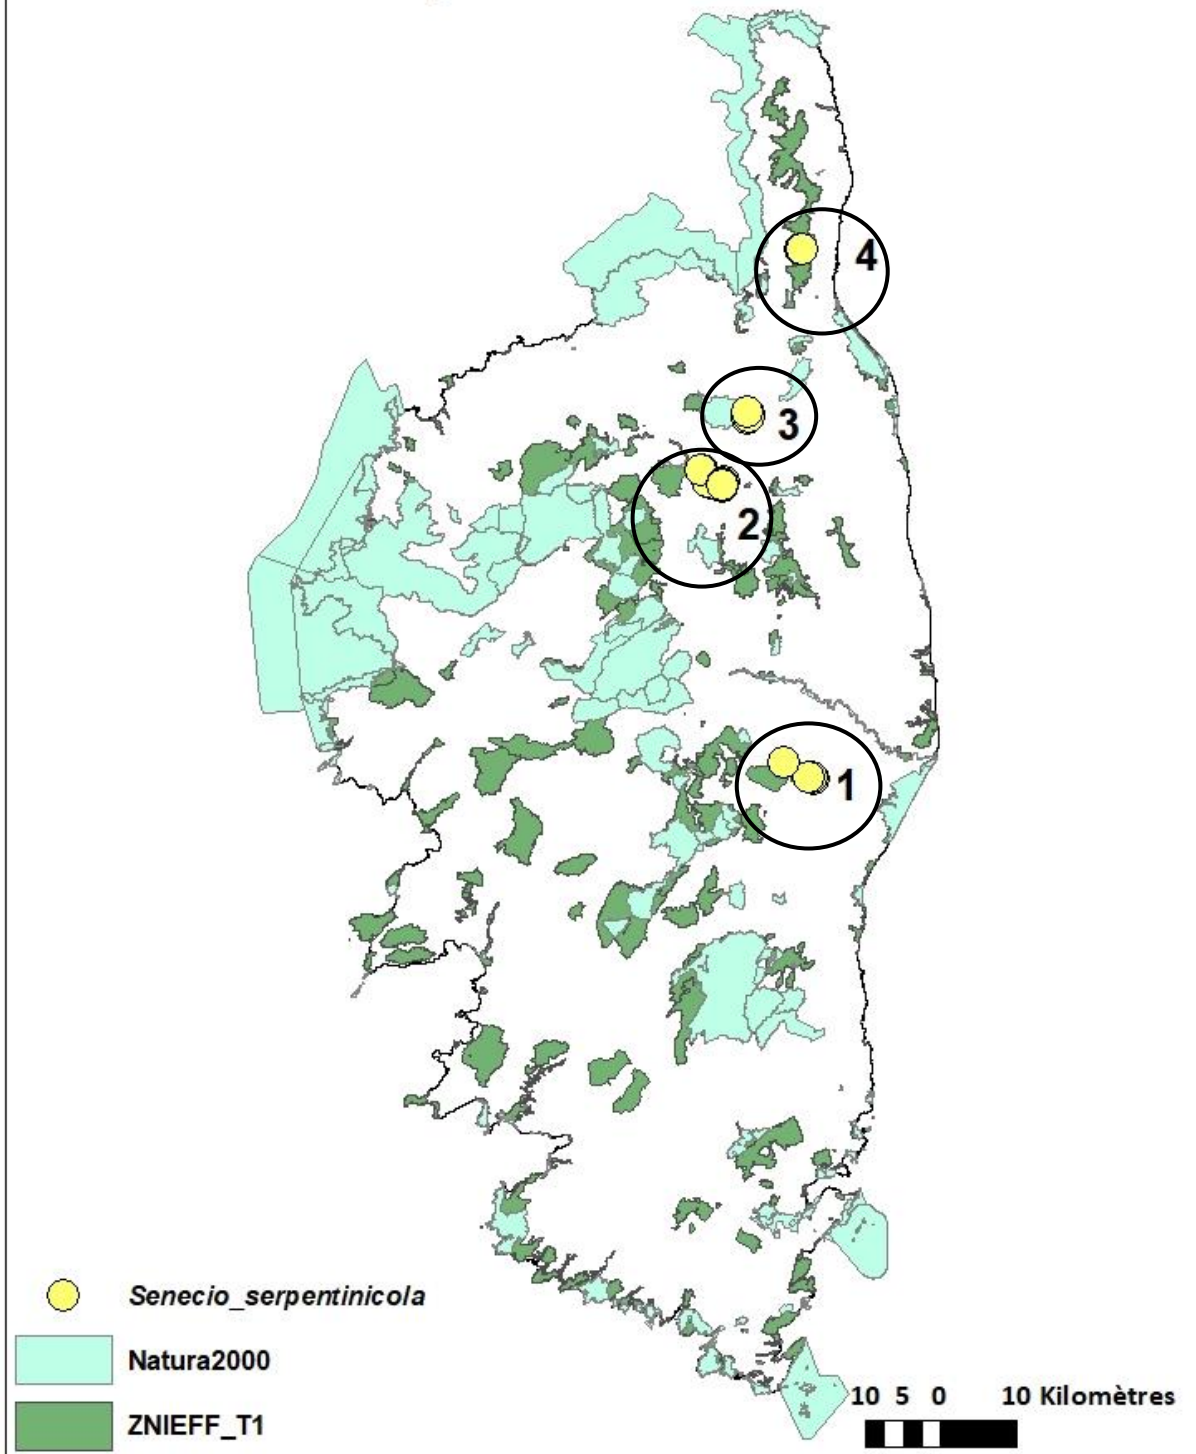 4
3
2
1
Senecio_serpentinicola
Natura2000
10 5 0 10 Kilomètres
ZNIEFF_T1